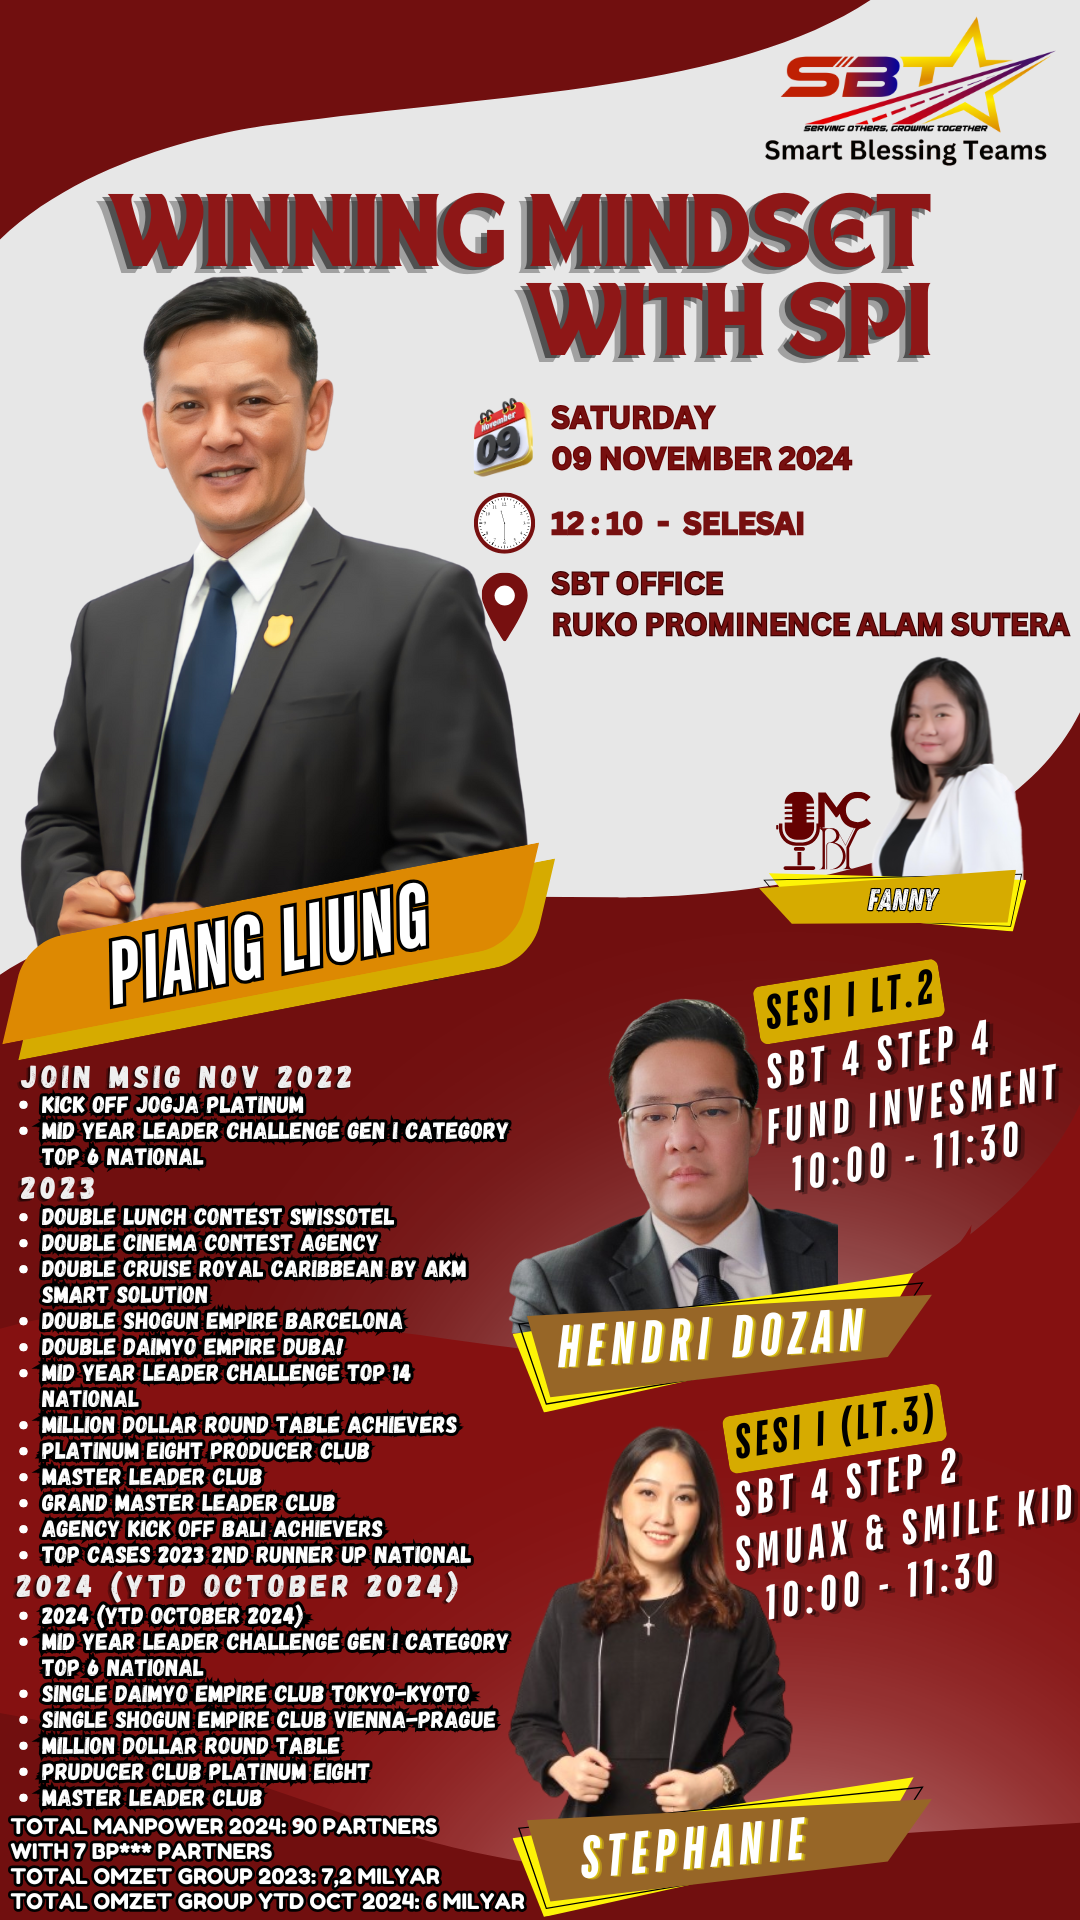 SBT
SERVING OTHERS, GROWING TOGETHER
Smart Blessing Teams
WINNING MINDSET
WITH SPI
November
09
SATURDAY
09 NOVEMBER 2024
12 : 10 - SELESAI
SBT OFFICE
RUKO PROMINENCE ALAM SUTERA
MC
BY
FANNY
PIANG LIUNG
JOIN MSIG NOV 2022
• KICK OFF JOGJA PLATINUM
• MID YEAR LEADER CHALLENGE GEN I CATEGORY
TOP 6 NATIONAL
2023
• DOUBLE LUNCH CONTEST SWISSOTEL
• DOUBLE CINEMA CONTEST AGENCY
• DOUBLE CRUISE ROYAL CARIBBEAN BY AKM
SMART SOLUTION
• DOUBLE SHOGUN EMPIRE BARCELONA
• DOUBLE DAIMYO EMPIRE DUBAI
• MID YEAR LEADER CHALLENGE TOP 14
NATIONAL
• MILLION DOLLAR ROUND TABLE ACHIEVERS
• PLATINUM EIGHT PRODUCER CLUB
• MASTER LEADER CLUB
• GRAND MASTER LEADER CLUB
• AGENCY KICK OFF BALI ACHIEVERS
• TOP CASES 2023 2ND RUNNER UP NATIONAL
2024 (YTD OCTOBER 2024)
• 2024 (YTD OCTOBER 2024)
• MID YEAR LEADER CHALLENGE GEN I CATEGORY
TOP 6 NATIONAL
• SINGLE DAIMYO EMPIRE CLUB TOKYO-KYOTO
• SINGLE SHOGUN EMPIRE CLUB VIENNA-PRAGUE
• MILLION DOLLAR ROUND TABLE
• PRUDUCER CLUB PLATINUM EIGHT
• MASTER LEADER CLUB
TOTAL MANPOWER 2024: 90 PARTNERS
WITH 7 BP*** PARTNERS
TOTAL OMZET GROUP 2023: 7,2 MILYAR
TOTAL OMZET GROUP YTD OCT 2024: 6 MILYAR
SESI I LT.2
SBT 4 STEP 4
FUND INVESMENT
10:00 - 11:30
HENDRI DOZAN
SESI I (LT.3)
SBT 4 STEP 2
SMUAX & SMILE KID
10:00 - 11:30
STEPHANIE